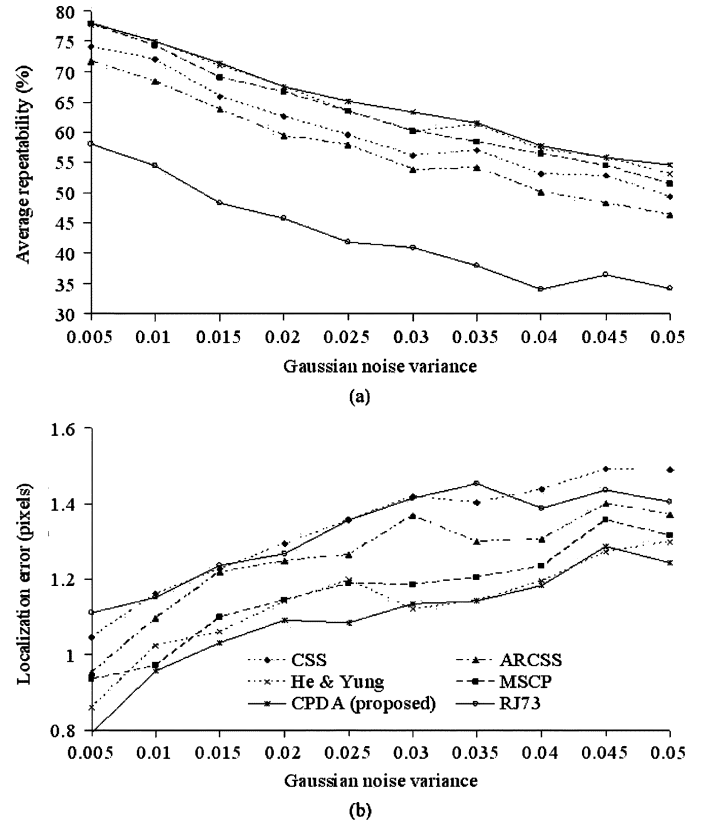 80
75
70
65
60
55
50
45
40
35
30
Average repeatability (%)
0.005 0.01 0.015 0.02 0.025 0.03 0.035 0.04 0.045 0.05
Gaussian noise variance
(a)
1.6
1.4
1.2
1
0.8
Localization error (pixels)
CSS ARCSS
He & Yung MSCP
CPDA (proposed) RJ73
0.005 0.01 0.015 0.02 0.025 0.03 0.035 0.04 0.045 0.05
Gaussian noise variance
(b)